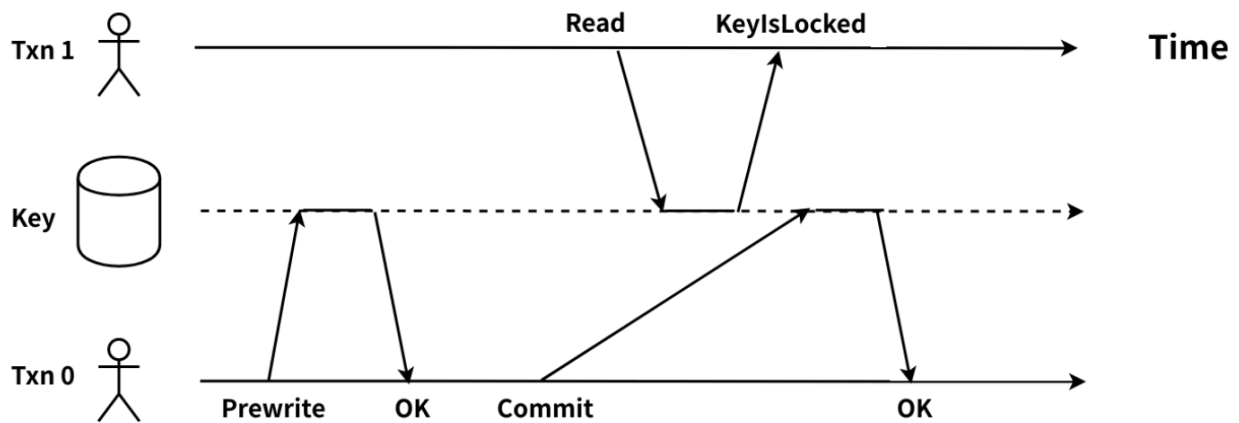 Read KeyIsLocked
Txn 1 Time
Key
Txn 0
Prewrite OK Commit OK